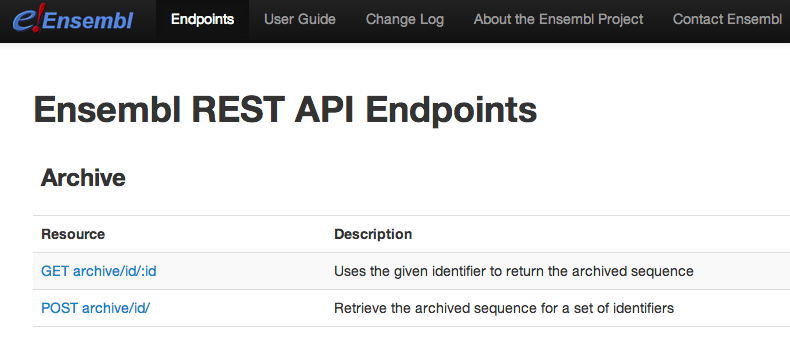 e!Ensembl Endpoints User Guide Change Log About the Ensembl Project Contact Ensembl
Ensembl REST API Endpoints
Archive
Resource Description
GET archive/id/:id Uses the given identifier to return the archived sequence
POST archive/id/ Retrieve the archived sequence for a set of identifiers